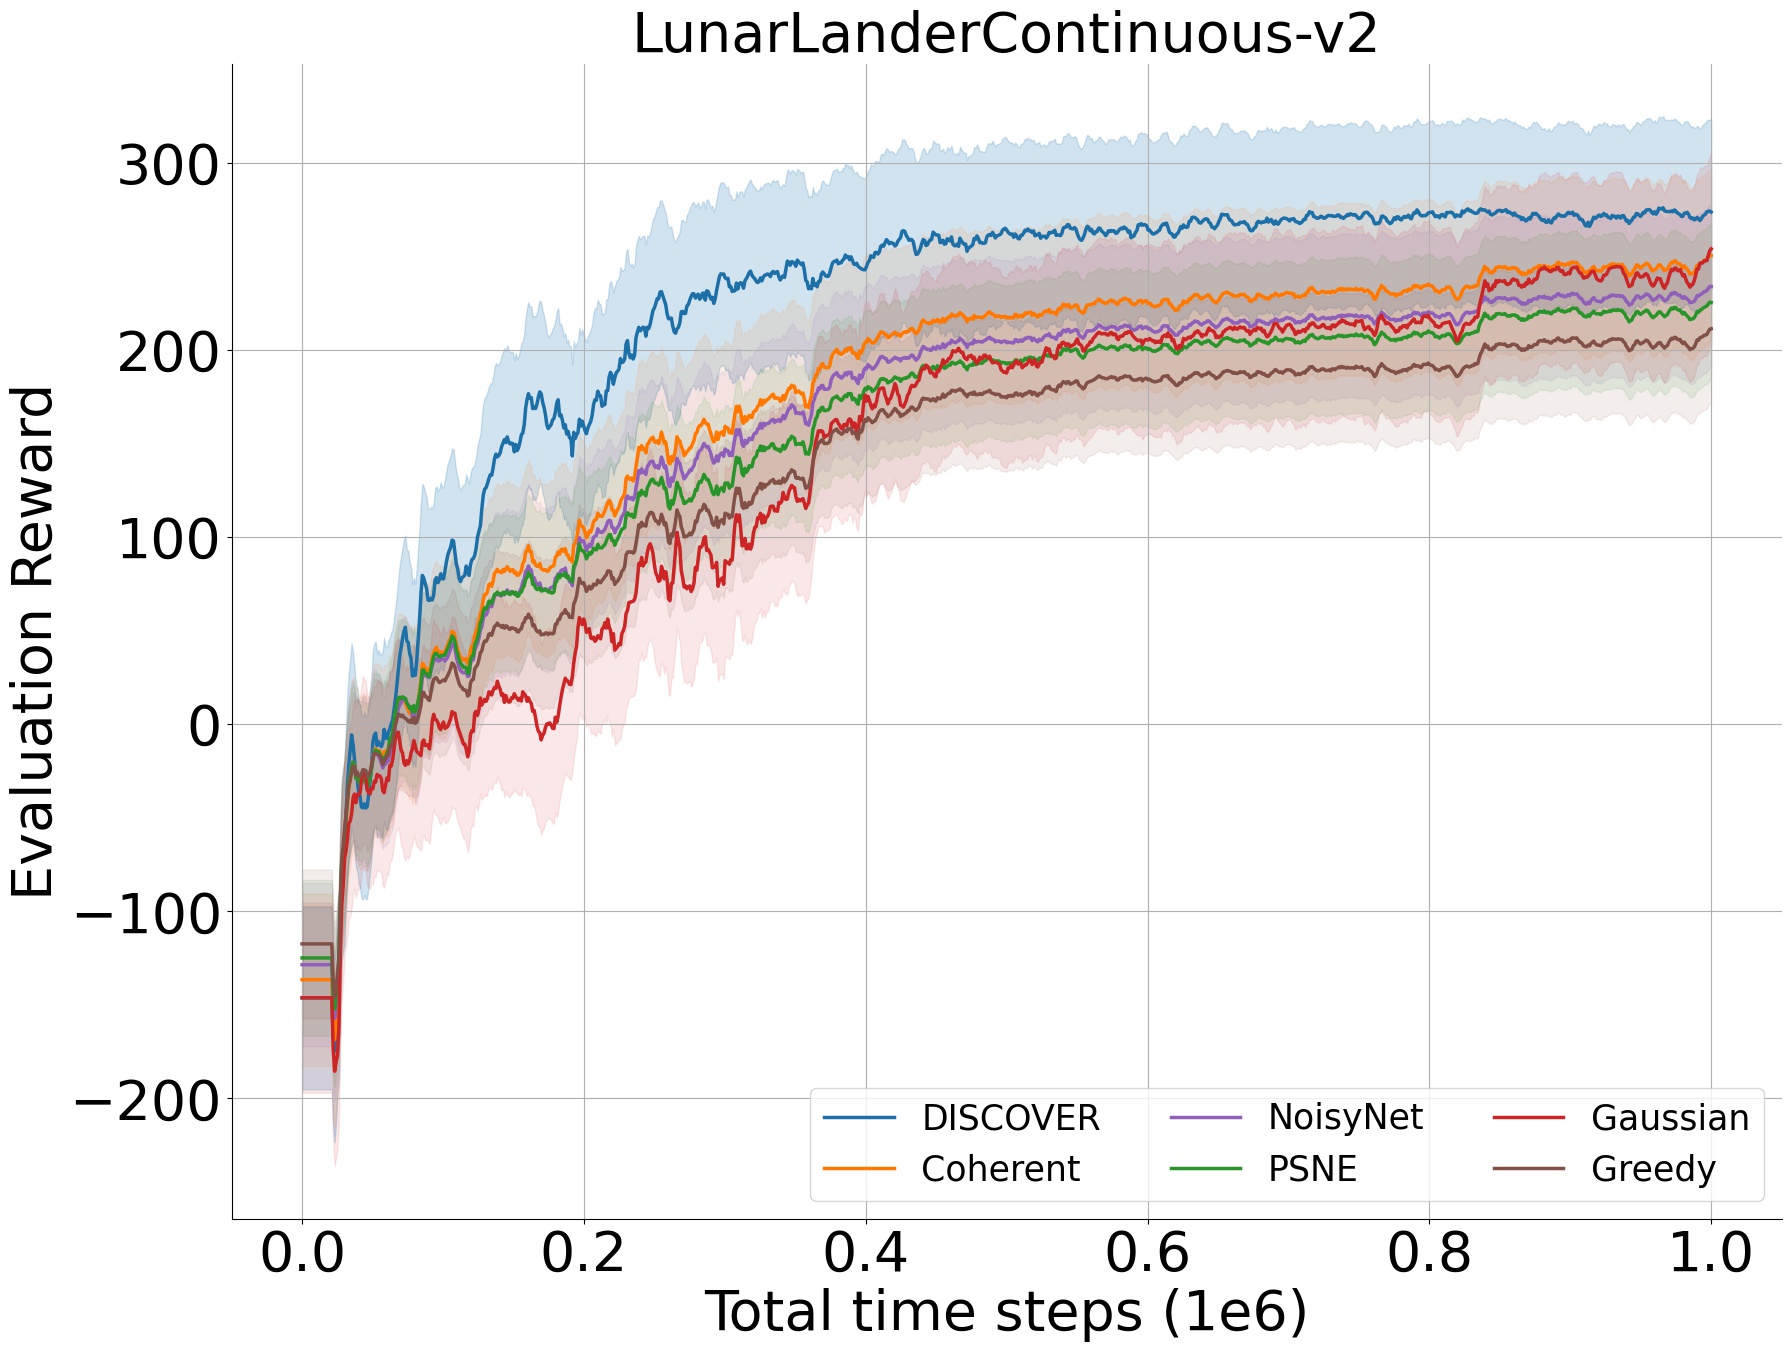 LunarLanderContinuous-v2
Evaluation Reward
300
200
100
0
−100
−200
0.0 0.2 0.4 0.6 0.8 1.0
Total time steps (1e6)
DISCOVER NoisyNet Gaussian
Coherent PSNE Greedy